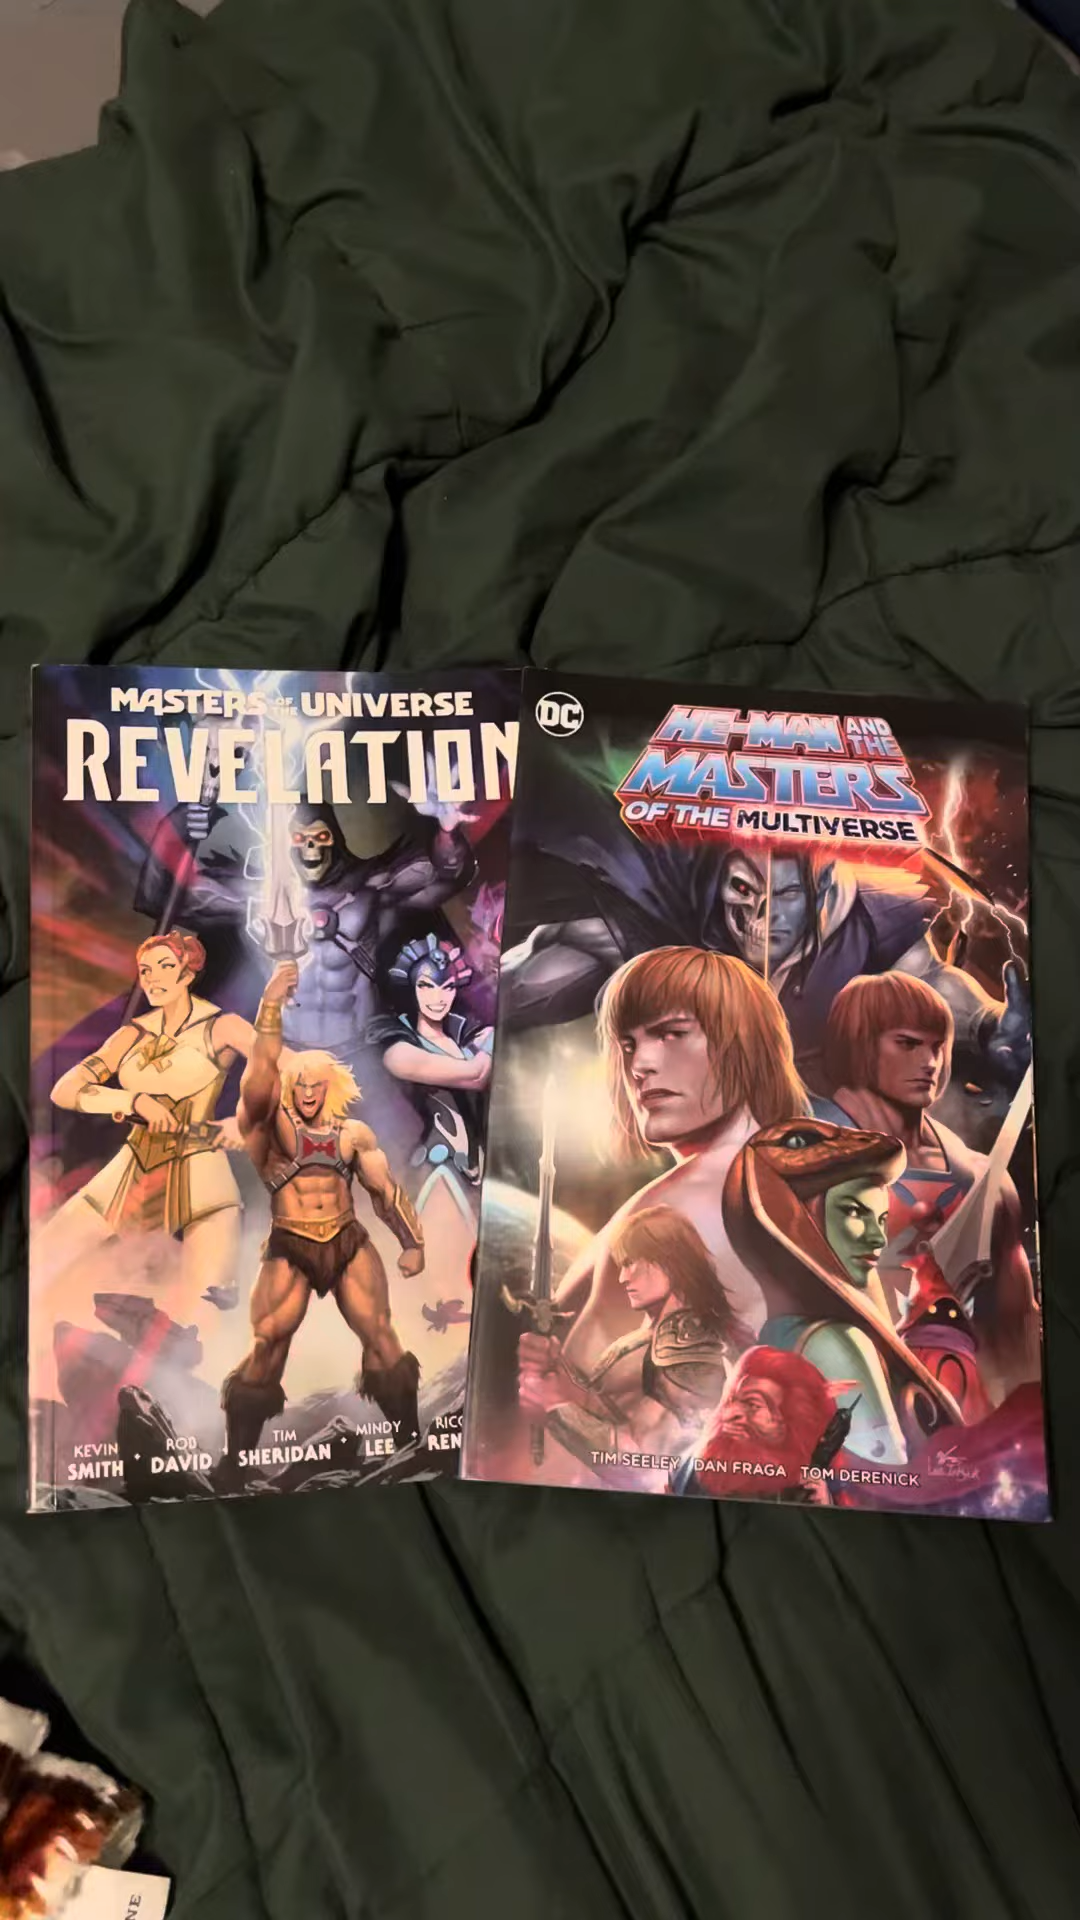 MASTERS OF THE UNIVERSE
REVELATION
KEVIN SMITH
ROB DAVID
TIM SHERIDAN
MINDY LEE
DC
HE-MAN AND THE
MASTERS
OF THE MULTIVERSE
TIM SEELEY DAN FRAGA TOM DERENICK
NE